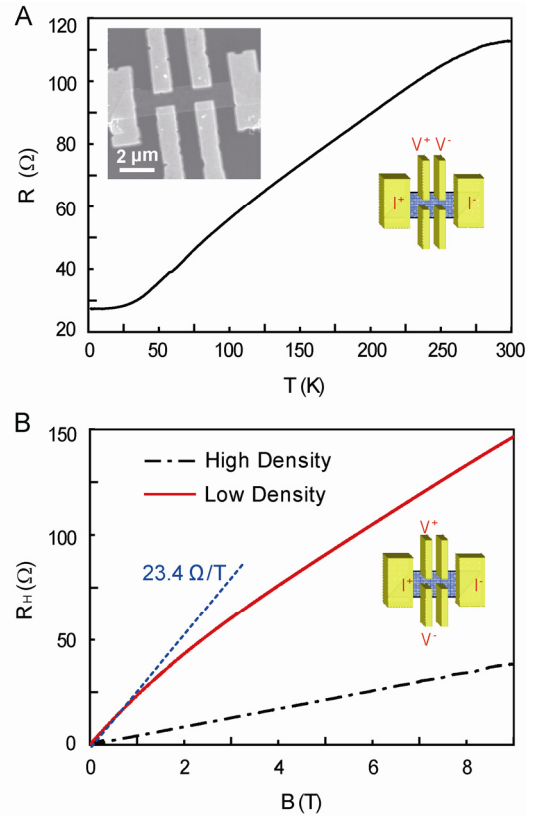 A
120
100
80
60
40
20
R (Ω)
2 μm
V⁺ V⁻
I⁺ I⁻
0 50 100 150 200 250 300
T (K)
B
150
100
50
0
R_H (Ω)
High Density
Low Density
23.4 Ω/T
V⁺
I⁺ I⁻
V⁻
0 2 4 6 8
B (T)